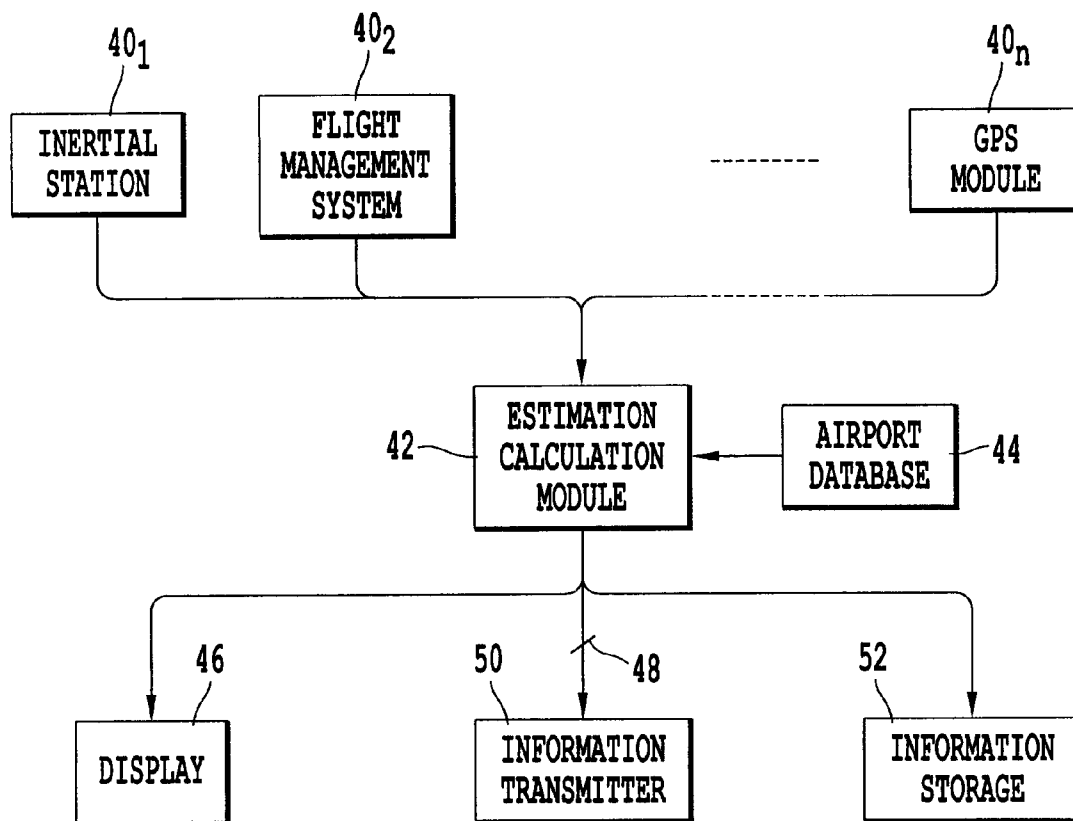 40₁
40₂
40ₙ
INERTIAL
STATION
FLIGHT
MANAGEMENT
SYSTEM
GPS
MODULE
42
ESTIMATION
CALCULATION
MODULE
AIRPORT
DATABASE
44
46
50
48
52
DISPLAY
INFORMATION
TRANSMITTER
INFORMATION
STORAGE